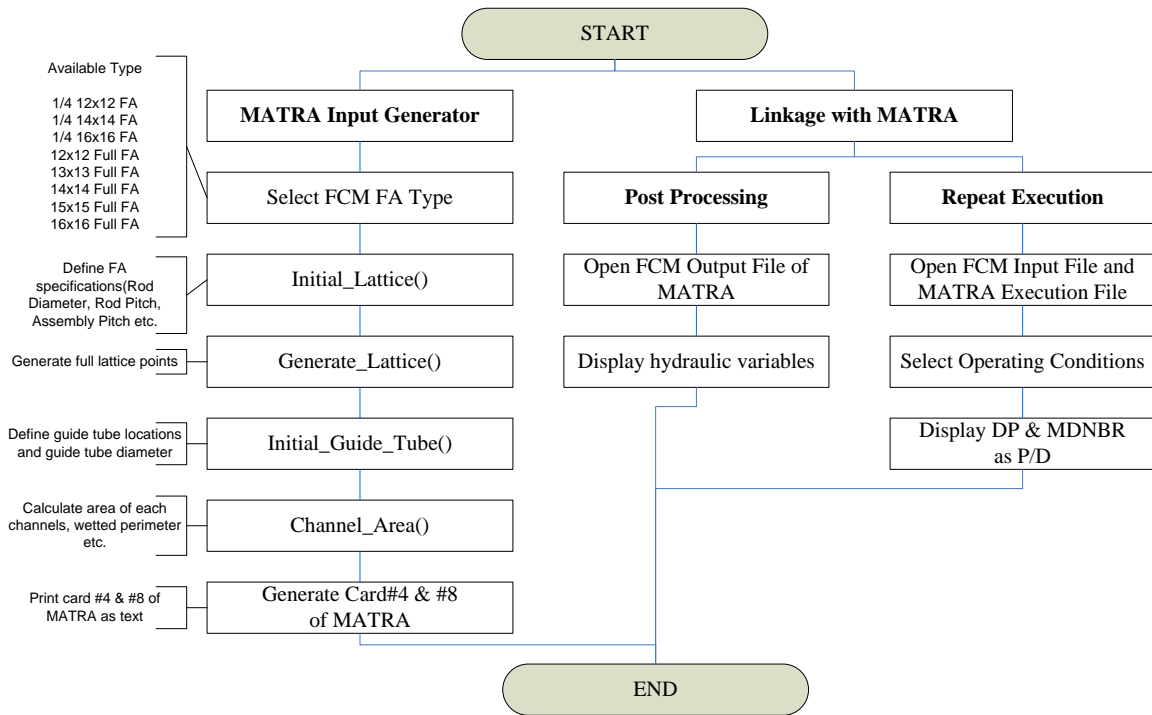 START
Available Type
1/4 12x12 FA
1/4 14x14 FA
1/4 16x16 FA
12x12 Full FA
13x13 Full FA
14x14 Full FA
15x15 Full FA
16x16 Full FA
MATRA Input Generator
Select FCM FA Type
Define FA
specifications(Rod
Diameter, Rod Pitch,
Assembly Pitch etc.
Initial_Lattice()
Generate full lattice points
Generate_Lattice()
Define guide tube locations
and guide tube diameter
Initial_Guide_Tube()
Calculate area of each
channels, wetted perimeter
etc.
Channel_Area()
Print card #4 & #8 of
MATRA as text
Generate Card#4 & #8
of MATRA
Linkage with MATRA
Post Processing
Open FCM Output File of
MATRA
Display hydraulic variables
Repeat Execution
Open FCM Input File and
MATRA Execution File
Select Operating Conditions
Display DP & MDNBR
as P/D
END